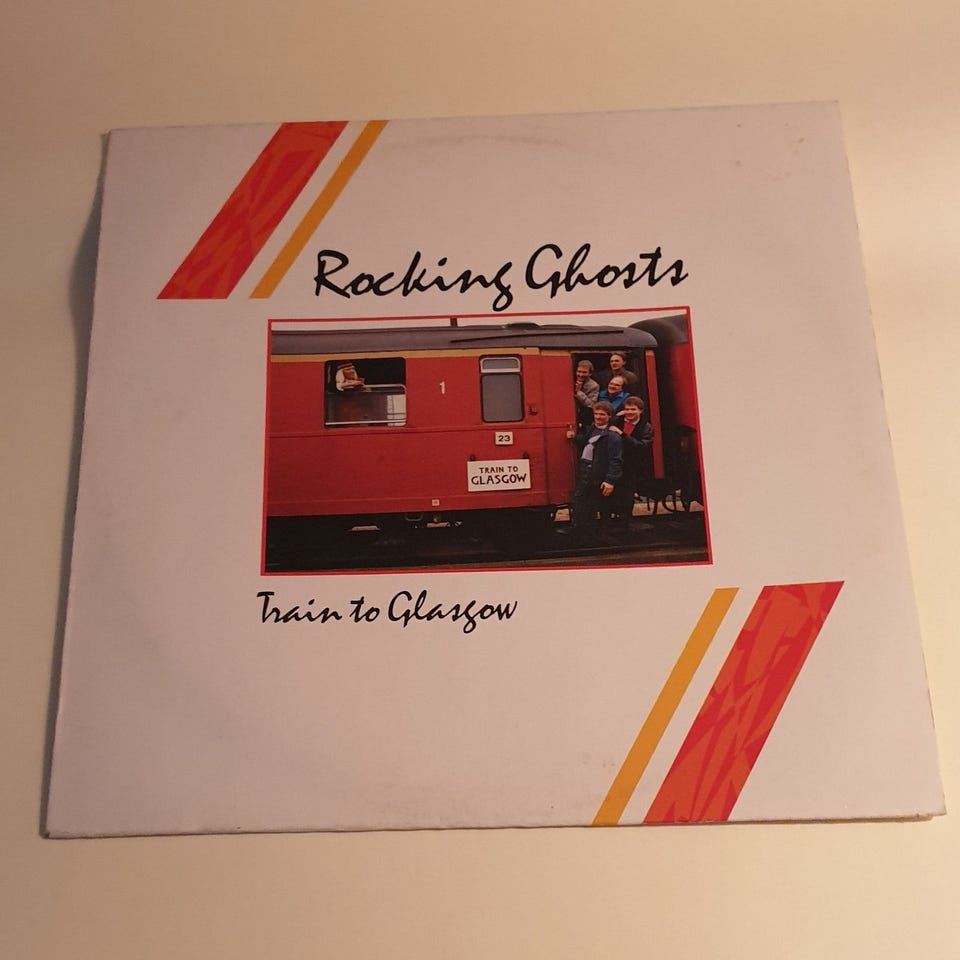 Rocking Ghosts
1
23
TRAIN TO
GLASGOW
Train to Glasgow